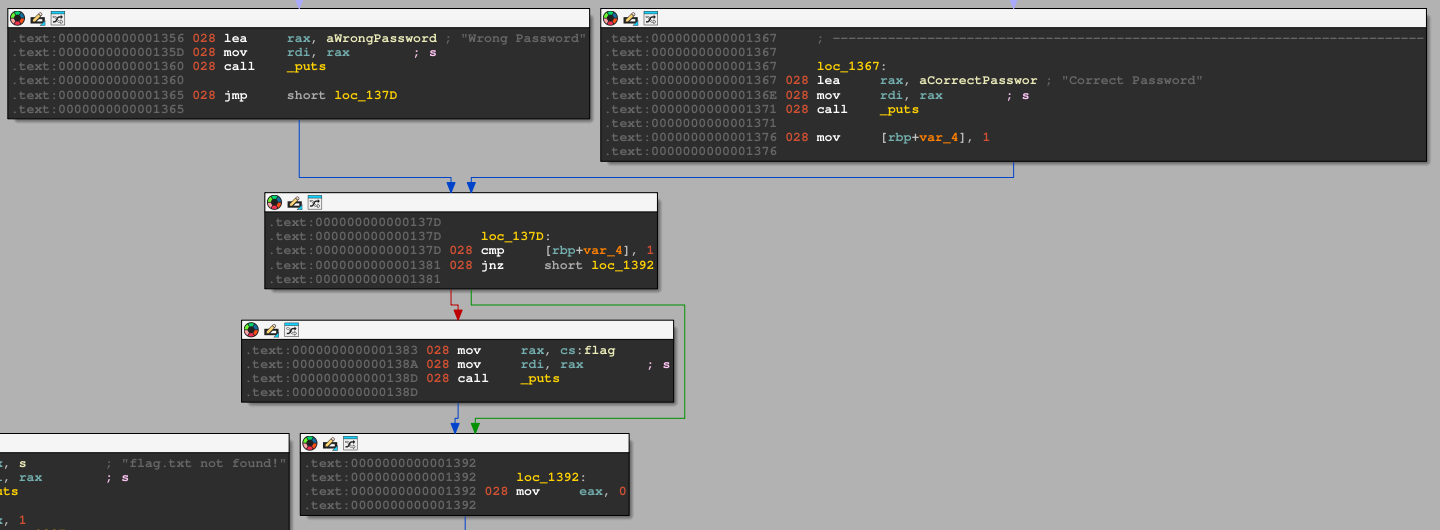 .text:0000000000001356 028 lea rax, aWrongPassword ; "Wrong Password"
.text:000000000000135D 028 mov rdi, rax ; s
.text:0000000000001360 028 call _puts
.text:0000000000001360
.text:0000000000001365 028 jmp short loc_137D
.text:0000000000001365
.text:0000000000001367 ; ---------------------------------------------------------------------------
.text:0000000000001367
.text:0000000000001367 loc_1367:
.text:0000000000001367 028 lea rax, aCorrectPasswor ; "Correct Password"
.text:000000000000136E 028 mov rdi, rax ; s
.text:0000000000001371 028 call _puts
.text:0000000000001371
.text:0000000000001376 028 mov [rbp+var_4], 1
.text:0000000000001376
.text:000000000000137D
.text:000000000000137D loc_137D:
.text:000000000000137D 028 cmp [rbp+var_4], 1
.text:0000000000001381 028 jnz short loc_1392
.text:0000000000001381
.text:0000000000001383 028 mov rax, cs:flag
.text:000000000000138A 028 mov rdi, rax ; s
.text:000000000000138D 028 call _puts
.text:000000000000138D
, s ; "flag.txt not found!"
, rax ; s
uts
, 1
.text:0000000000001392
.text:0000000000001392 loc_1392:
.text:0000000000001392 028 mov eax, 0
.text:0000000000001392